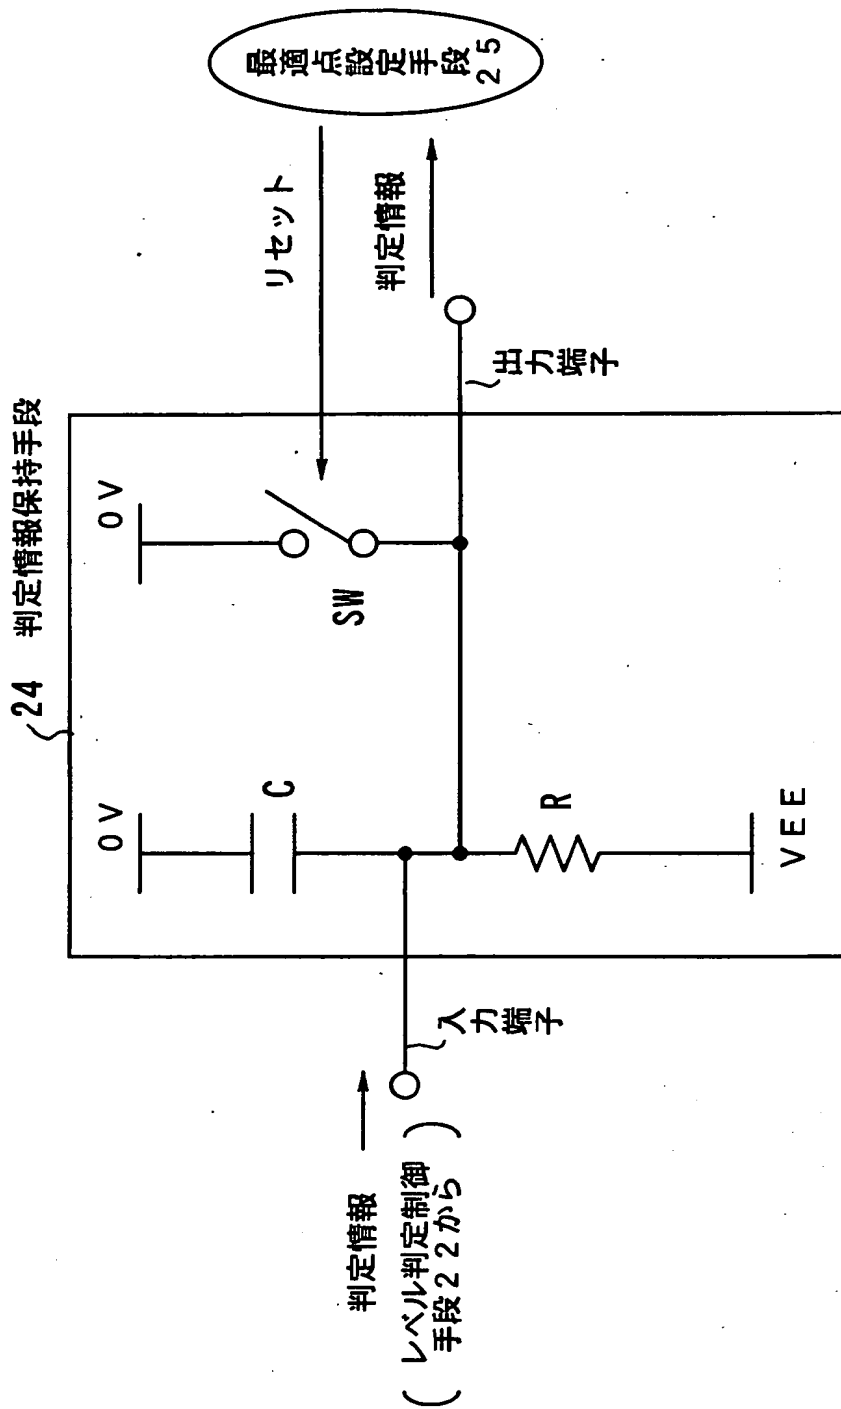 24 判定情報保持手段
0V
0V
C
SW
R
VEE
リセット
最適点設定手段
25
判定情報
出力端子
入力端子
判定情報
(レベル判定制御
手段22から)